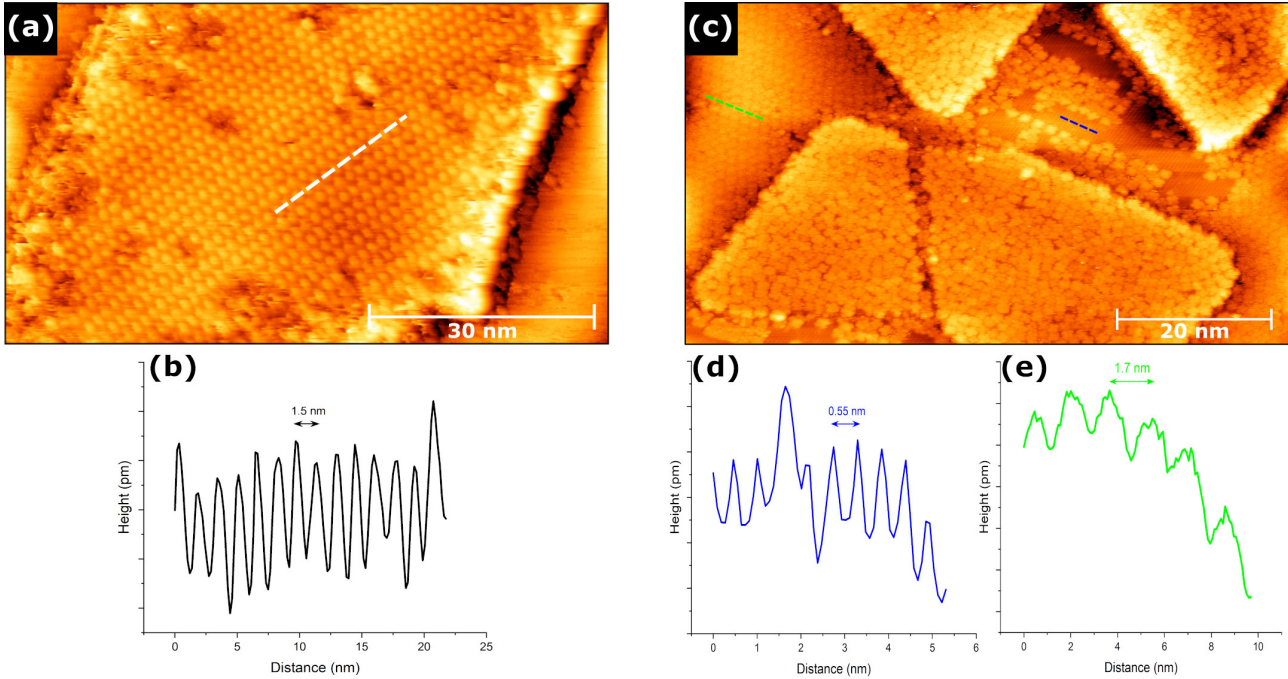 (a)
30 nm
(c)
20 nm
(b)
1.5 nm
Height (pm)
0 5 10 15 20 25
Distance (nm)
(d)
0.55 nm
Height (pm)
0 1 2 3 4 5 6
Distance (nm)
(e)
1.7 nm
Height (pm)
0 2 4 6 8 10
Distance (nm)